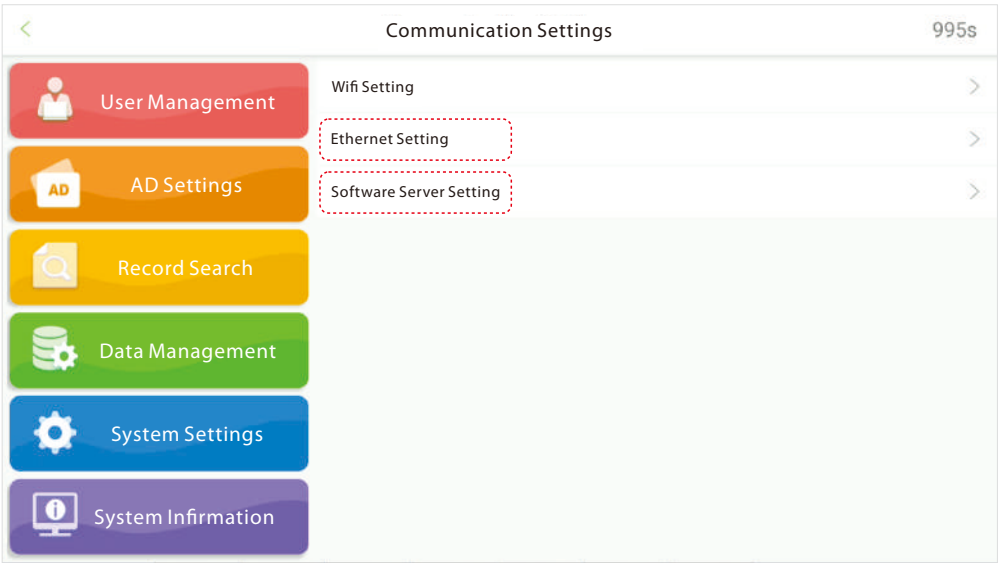 Communication Settings
995s
User Management
AD
AD Settings
Record Search
Data Management
System Settings
System Infirmation
Wifi Setting
Ethernet Setting
Software Server Setting